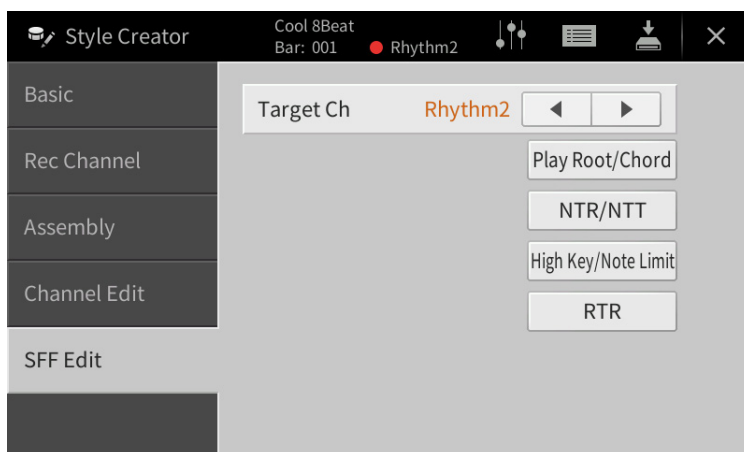 Style Creator
Cool 8Beat
Bar: 001
Rhythm2
Basic
Rec Channel
Assembly
Channel Edit
SFF Edit
Target Ch Rhythm2
Play Root/Chord
NTR/NTT
High Key/Note Limit
RTR